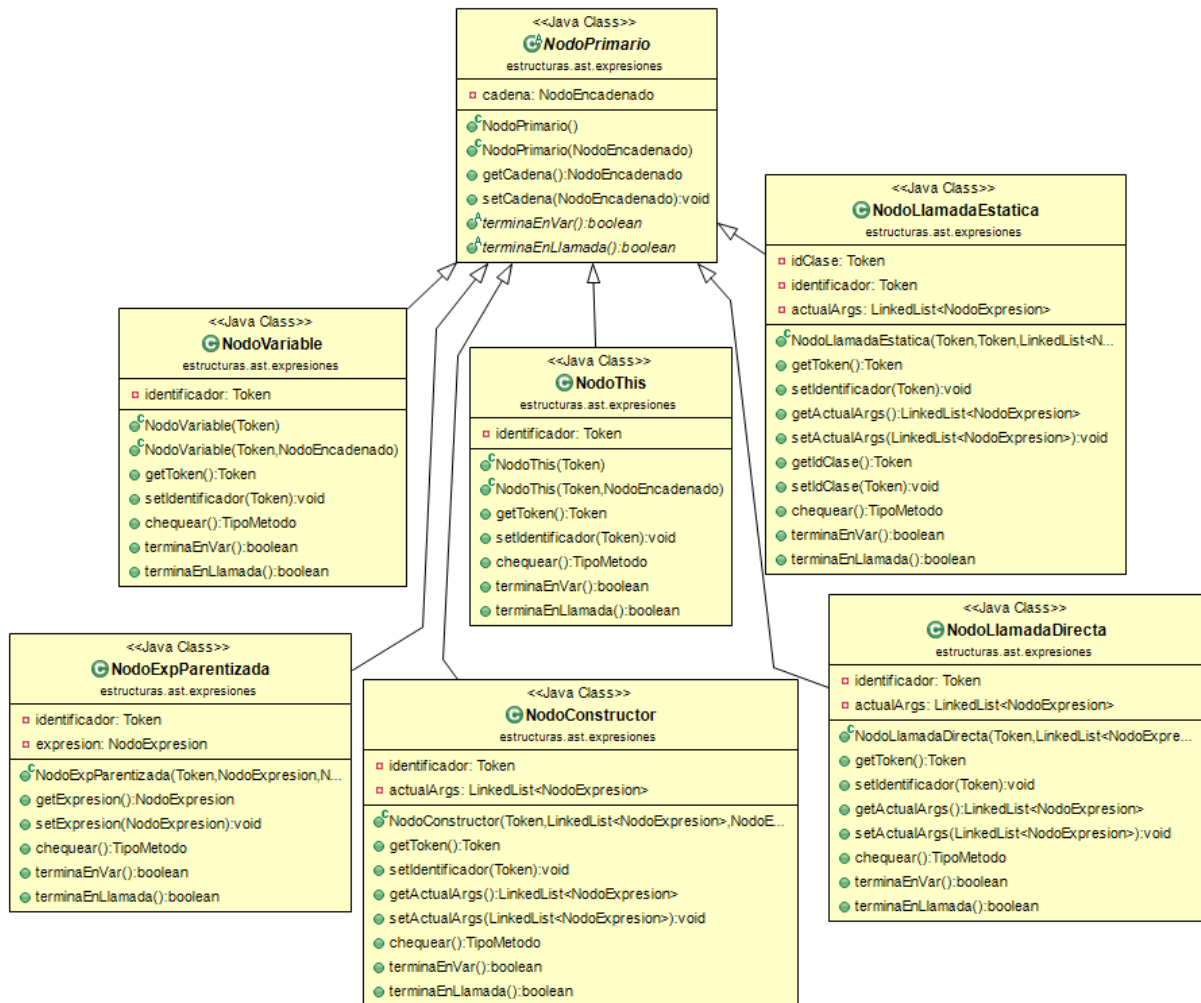 <<Java Class>>
NodoPrimario
estructuras.ast.expresiones
cadena: NodoEncadenado
NodoPrimario()
NodoPrimario(NodoEncadenado)
getCadena():NodoEncadenado
setCadena(NodoEncadenado):void
terminaEnVar():boolean
terminaEnLlamada():boolean
<<Java Class>>
NodoLlamadaEstatica
estructuras.ast.expresiones
idClase: Token
identificador: Token
actualArgs: LinkedList<NodoExpresion>
NodoLlamadaEstatica(Token,Token,LinkedList<N...
getToken():Token
setIdentificador(Token):void
getActualArgs():LinkedList<NodoExpresion>
setActualArgs(LinkedList<NodoExpresion>):void
getIdClase():Token
setIdClase(Token):void
chequear():TipoMetodo
terminaEnVar():boolean
terminaEnLlamada():boolean
<<Java Class>>
NodoVariable
estructuras.ast.expresiones
identificador: Token
NodoVariable(Token)
NodoVariable(Token,NodoEncadenado)
getToken():Token
setIdentificador(Token):void
chequear():TipoMetodo
terminaEnVar():boolean
terminaEnLlamada():boolean
<<Java Class>>
NodoThis
estructuras.ast.expresiones
identificador: Token
NodoThis(Token)
NodoThis(Token,NodoEncadenado)
getToken():Token
setIdentificador(Token):void
chequear():TipoMetodo
terminaEnVar():boolean
terminaEnLlamada():boolean
<<Java Class>>
NodoLlamadaDirecta
estructuras.ast.expresiones
identificador: Token
actualArgs: LinkedList<NodoExpresion>
NodoLlamadaDirecta(Token,LinkedList<NodoExpre...
getToken():Token
setIdentificador(Token):void
getActualArgs():LinkedList<NodoExpresion>
setActualArgs(LinkedList<NodoExpresion>):void
chequear():TipoMetodo
terminaEnVar():boolean
terminaEnLlamada():boolean
<<Java Class>>
NodoExpParentizada
estructuras.ast.expresiones
identificador: Token
expresion: NodoExpresion
NodoExpParentizada(Token,NodoExpresion,N...
getExpresion():NodoExpresion
setExpresion(NodoExpresion):void
chequear():TipoMetodo
terminaEnVar():boolean
terminaEnLlamada():boolean
<<Java Class>>
NodoConstructor
estructuras.ast.expresiones
identificador: Token
actualArgs: LinkedList<NodoExpresion>
NodoConstructor(Token,LinkedList<NodoExpresion>,NodoE...
getToken():Token
setIdentificador(Token):void
getActualArgs():LinkedList<NodoExpresion>
setActualArgs(LinkedList<NodoExpresion>):void
chequear():TipoMetodo
terminaEnVar():boolean
terminaEnLlamada():boolean